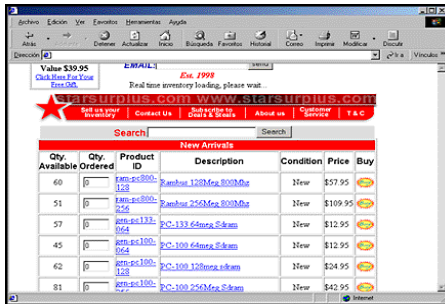 Archivo Edición Ver Favoritos Herramientas Ayuda
Atrás Detener Actualizar Inicio Búsqueda Favoritos Historial Correo Imprimir Modificar Discutir
Dirección Ir a Vínculos
Value $39.95
Click Here For Your
Free Gift.
EMAIL: Send
Est. 1998
Real time inventory loading, please wait...
starsurplus.com www.starsurplus.com
Sell us your Inventory Contact Us Subscribe to Deals & Steals About us Customer Service T & C
Search: Search
New Arrivals
Qty. Available Qty. Ordered Product ID Description Condition Price Buy
60 0 ram-pc800-128 Rambus 128Meg 800Mhz New $57.95
51 0 ram-pc800-256 Rambus 256Meg 800Mhz New $109.95
57 0 gen-pc133-064 PC-133 64meg Sdram New $12.95
45 0 gen-pc100-064 PC-100 64meg Sdram New $12.95
62 0 gen-pc100-128 PC-100 128meg sdram New $24.95
81 0 gen-pc100- PC-100 256Meg Sdram New $42.95
Internet